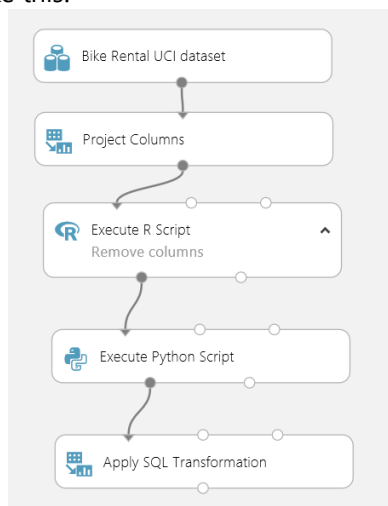 Bike Rental UCI dataset
Project Columns
R Execute R Script
Remove columns
Execute Python Script
Apply SQL Transformation